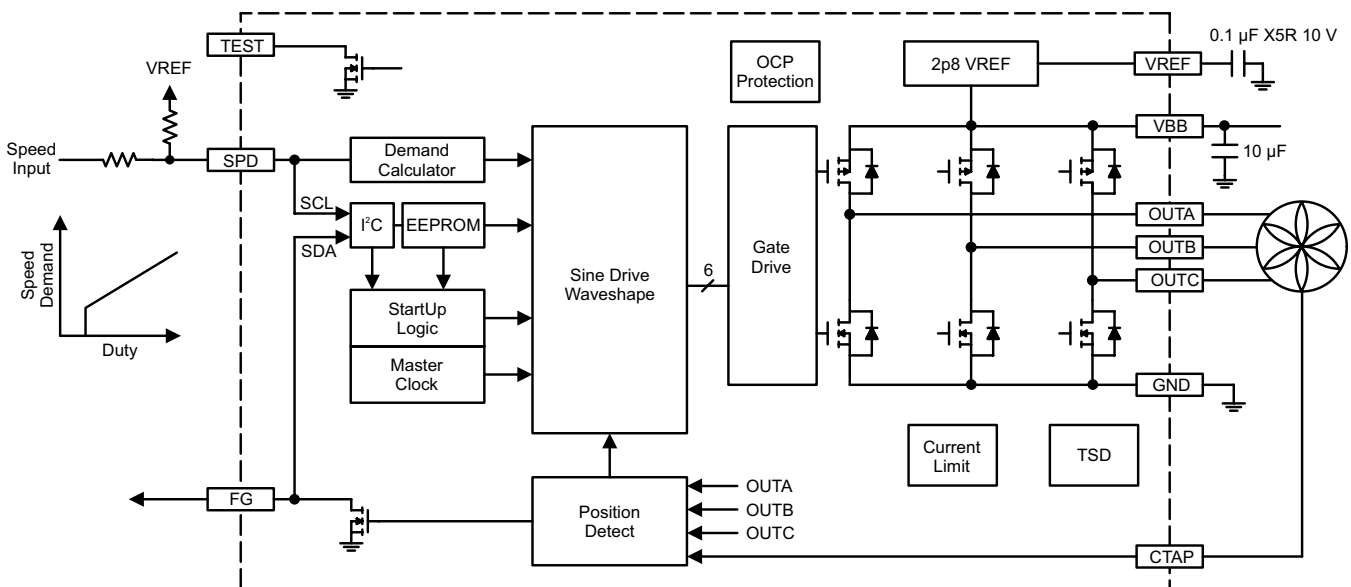 TEST
VREF
Speed
Input
SPD
Demand
Calculator
SCL
SDA
I²C
EEPROM
StartUp
Logic
Master
Clock
Speed
Demand
Duty
FG
Sine Drive
Waveshape
6
Gate
Drive
OCP
Protection
2p8 VREF
VREF
0.1 µF X5R 10 V
VBB
10 µF
OUTA
OUTB
OUTC
GND
Current
Limit
TSD
Position
Detect
OUTA
OUTB
OUTC
CTAP